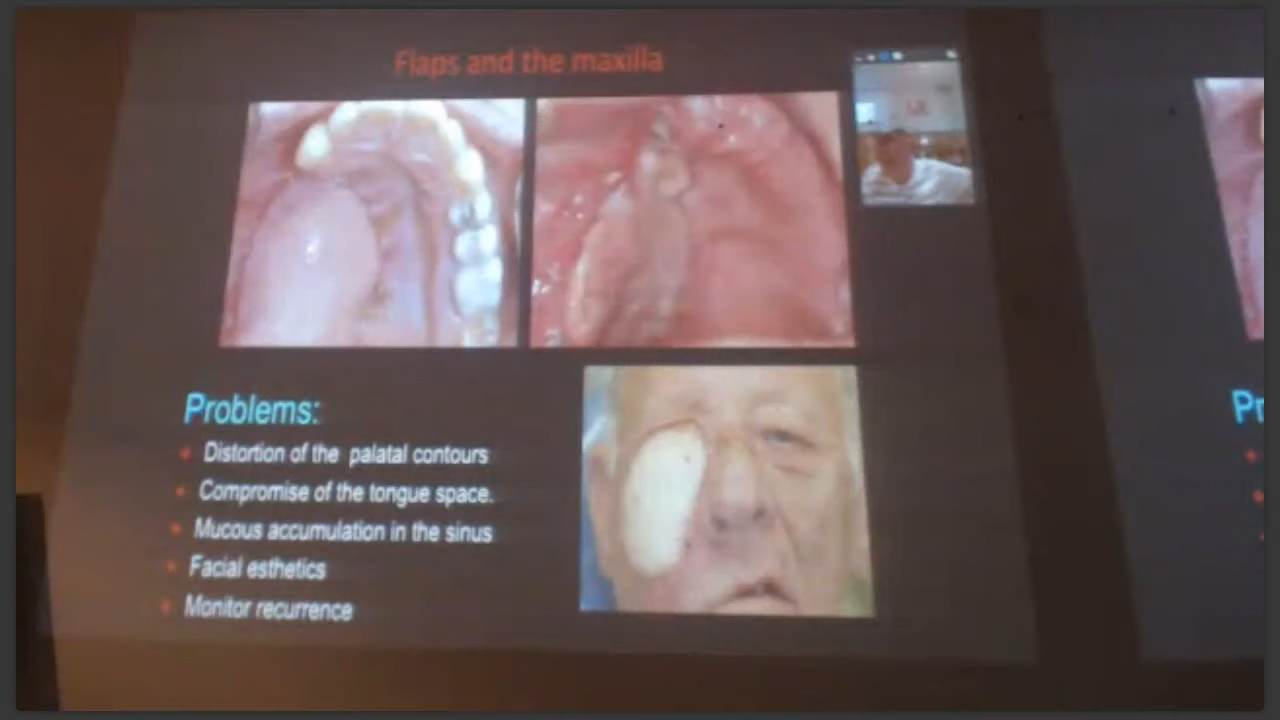 Flaps and the maxilla
Problems:
Distortion of the palatal contours
Compromise of the tongue space.
Mucous accumulation in the sinus
Facial esthetics
Monitor recurrence
Pr